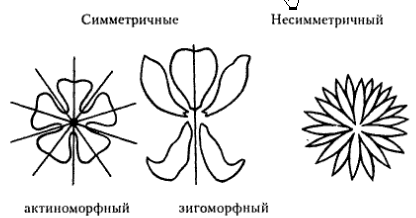 Симметричные Несимметричный
актиноморфный зигоморфный